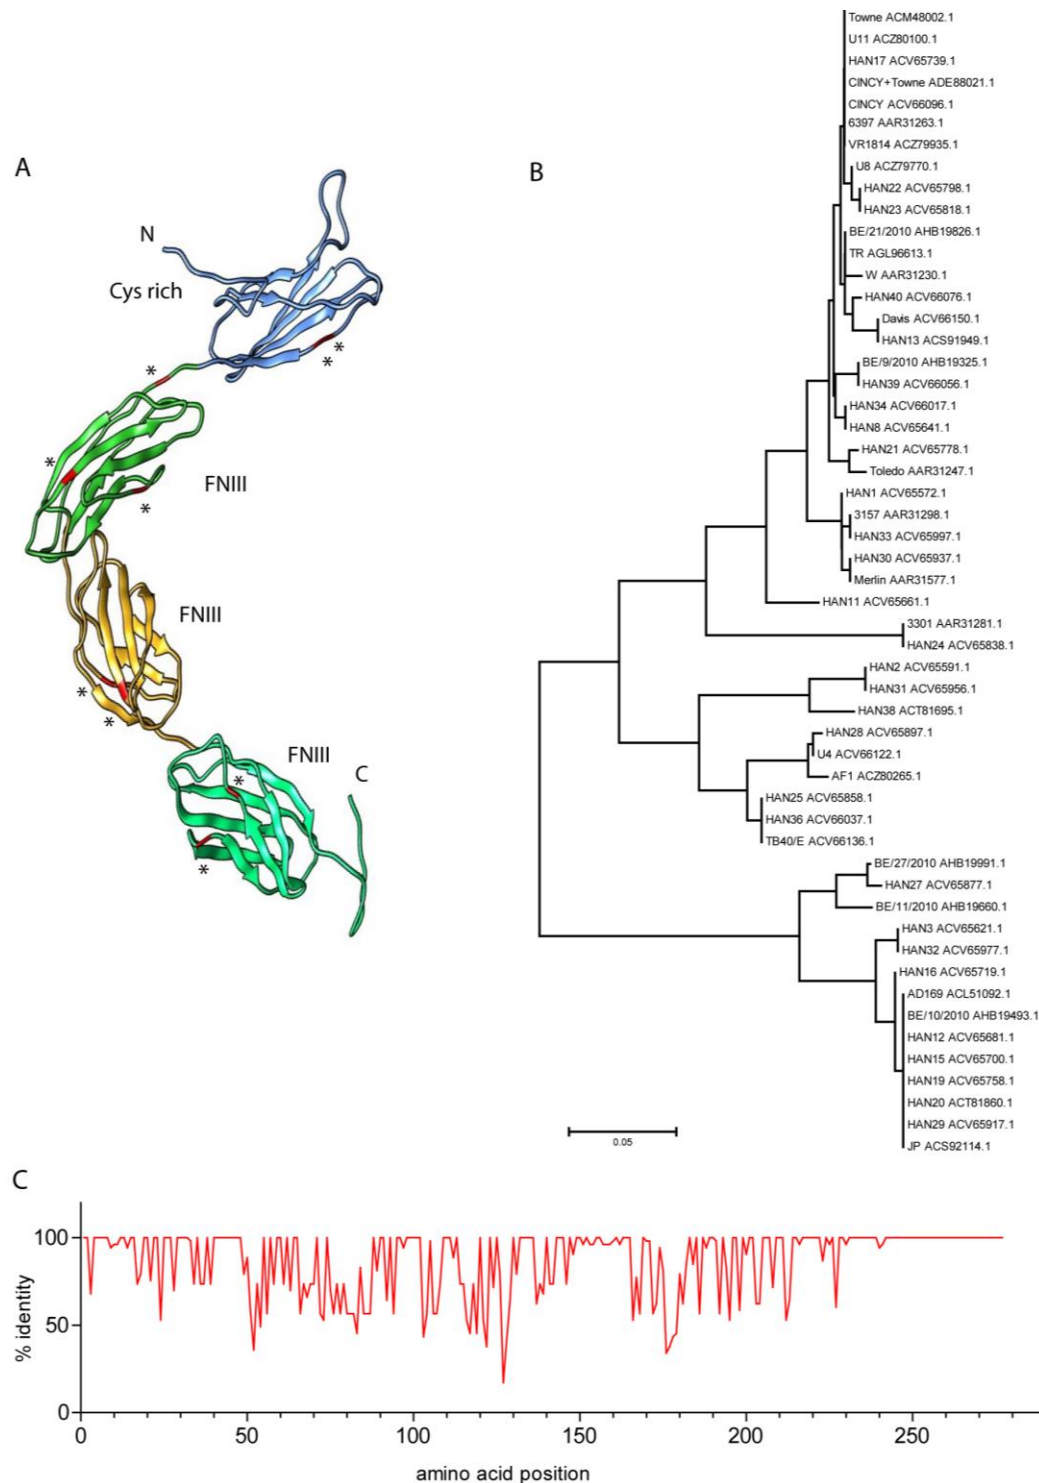 A
N
Cys rich
*
*
*
*
FNIII
*
FNIII
*
*
FNIII
C
*
*
B
Towne ACM48002.1
U11 ACZ80100.1
HAN17 ACV65739.1
CINCY+Towne ADE88021.1
CINCY ACV66096.1
6397 AAR31263.1
VR1814 ACZ79935.1
U8 ACZ79770.1
HAN22 ACV65798.1
HAN23 ACV65818.1
BE/21/2010 AHB19826.1
TR AGL96613.1
W AAR31230.1
HAN40 ACV66076.1
Davis ACV66150.1
HAN13 ACS91949.1
BE/9/2010 AHB19325.1
HAN39 ACV66056.1
HAN34 ACV66017.1
HAN8 ACV65641.1
HAN21 ACV65778.1
Toledo AAR31247.1
HAN1 ACV65572.1
3157 AAR31298.1
HAN33 ACV65997.1
HAN30 ACV65937.1
Merlin AAR31577.1
HAN11 ACV65661.1
3301 AAR31281.1
HAN24 ACV65838.1
HAN2 ACV65591.1
HAN31 ACV65956.1
HAN38 ACT81695.1
HAN28 ACV65897.1
U4 ACV66122.1
AF1 ACZ80265.1
HAN25 ACV65858.1
HAN36 ACV66037.1
TB40/E ACV66136.1
BE/27/2010 AHB19991.1
HAN27 ACV65877.1
BE/11/2010 AHB19660.1
HAN3 ACV65621.1
HAN32 ACV65977.1
HAN16 ACV65719.1
AD169 ACL51092.1
BE/10/2010 AHB19493.1
HAN12 ACV65681.1
HAN15 ACV65700.1
HAN19 ACV65758.1
HAN20 ACT81860.1
HAN29 ACV65917.1
JP ACS92114.1
0.05
C
% identity
100
50
0
0 50 100 150 200 250
amino acid position